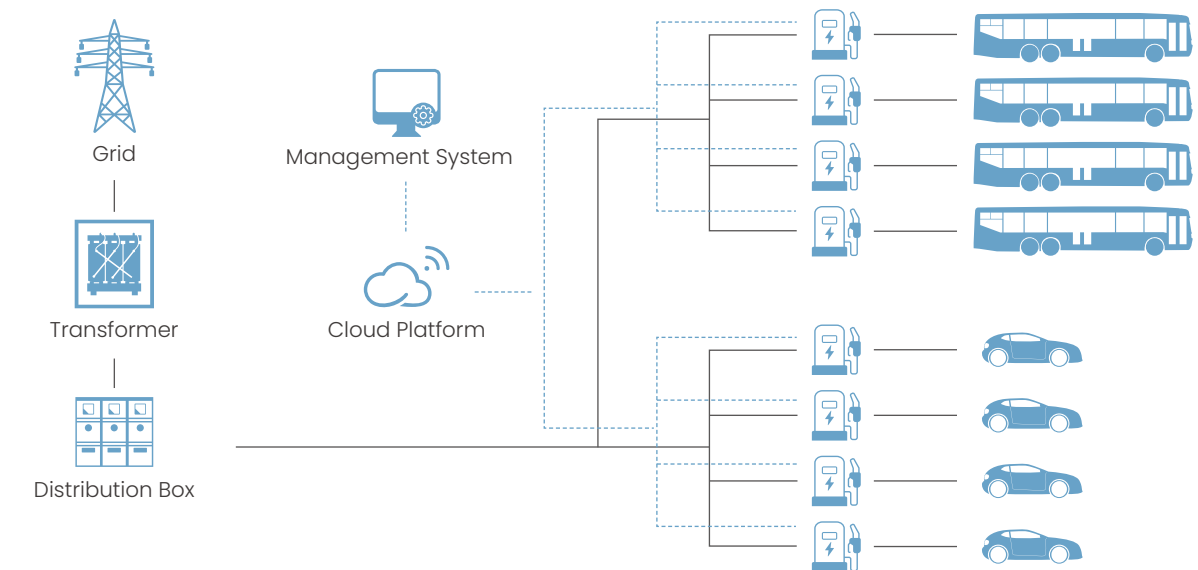 Grid
Management System
Transformer
Cloud Platform
Distribution Box